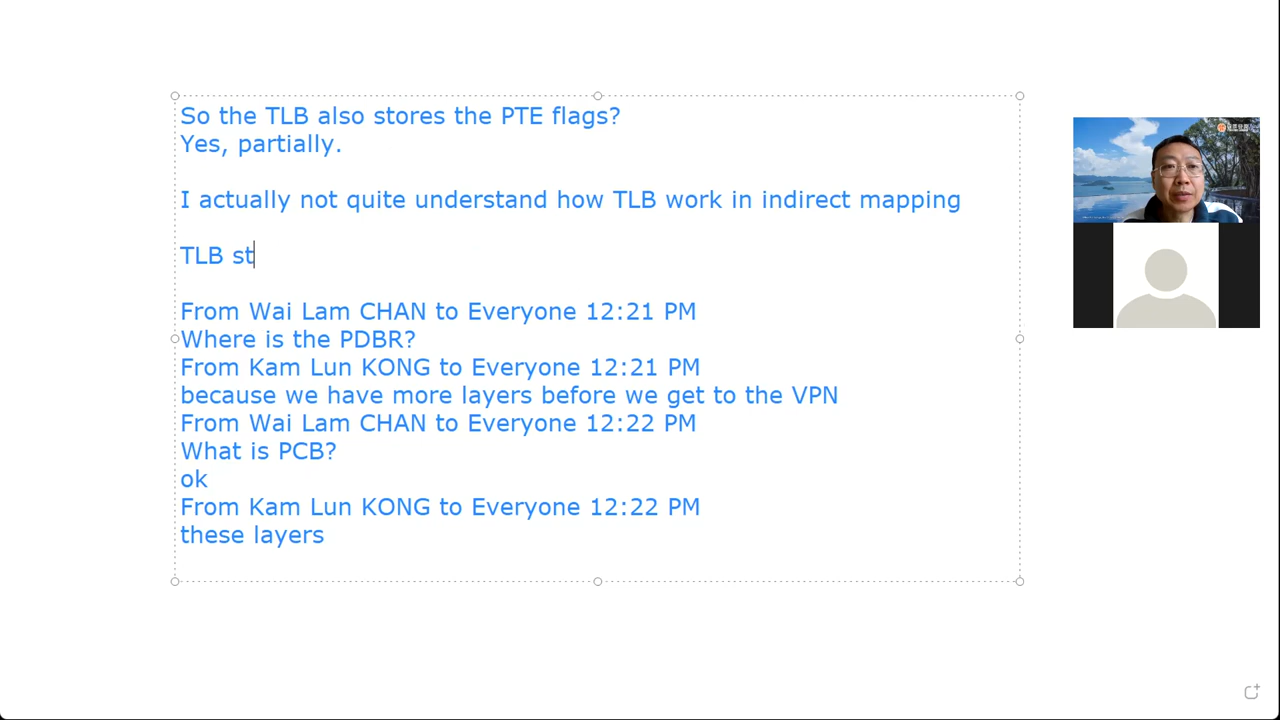 So the TLB also stores the PTE flags?
Yes, partially.
I actually not quite understand how TLB work in indirect mapping
TLB st
From Wai Lam CHAN to Everyone 12:21 PM
Where is the PDBR?
From Kam Lun KONG to Everyone 12:21 PM
because we have more layers before we get to the VPN
From Wai Lam CHAN to Everyone 12:22 PM
What is PCB?
ok
From Kam Lun KONG to Everyone 12:22 PM
these layers